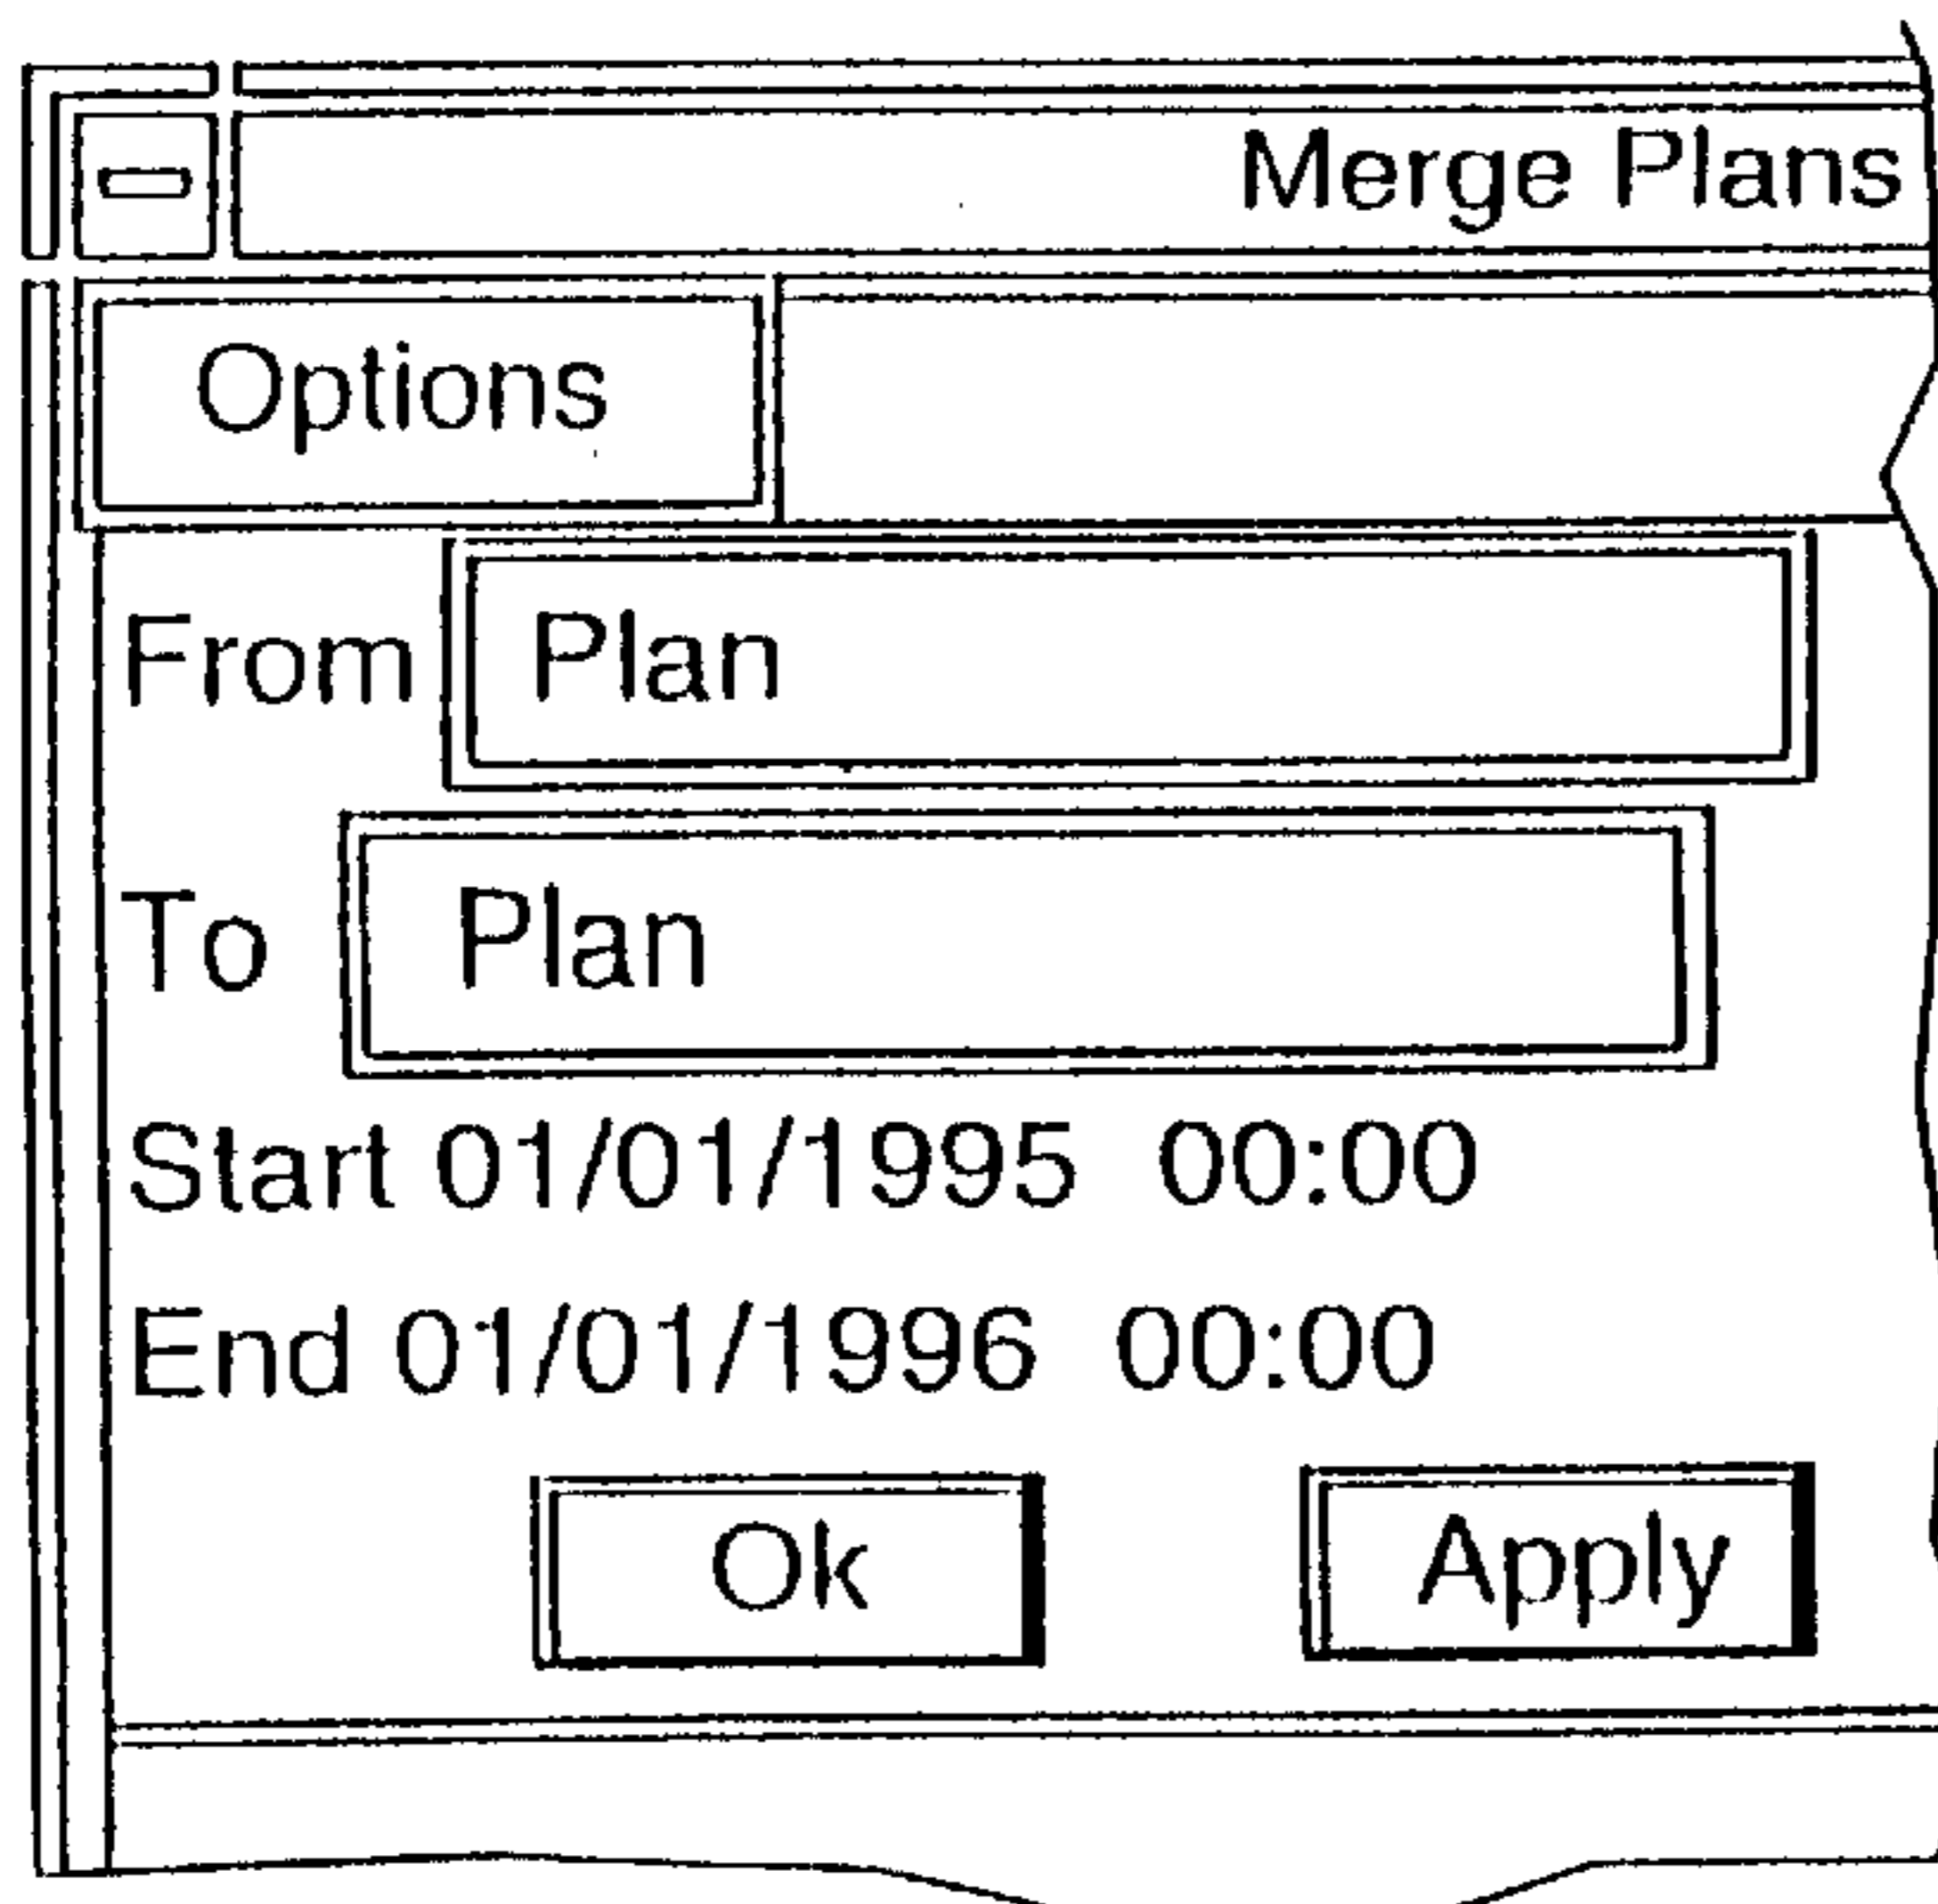 Merge Plans
Options
From Plan
To Plan
Start 01/01/1995 00:00
End 01/01/1996 00:00
Ok Apply